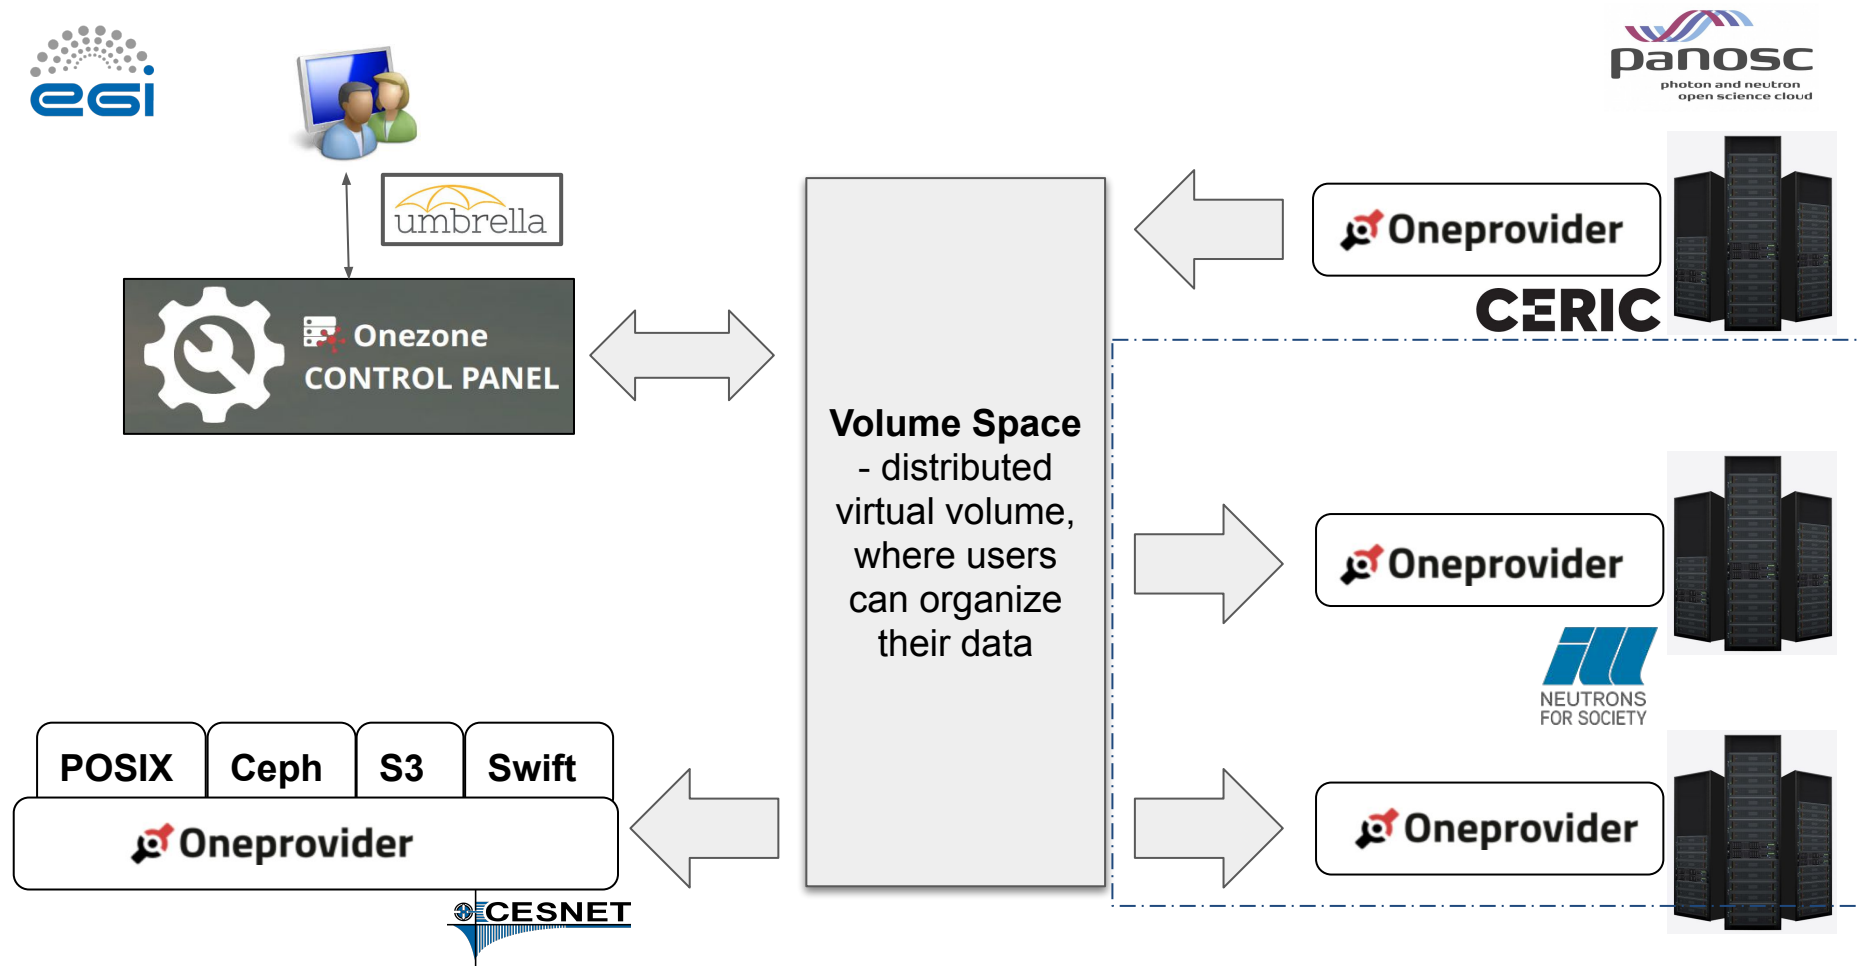 egi
panosc
photon and neutron
open science cloud
umbrella
Onezone
CONTROL PANEL
Oneprovider
CERIC
Volume Space
- distributed
virtual volume,
where users
can organize
their data
Oneprovider
ill
NEUTRONS
FOR SOCIETY
POSIX
Ceph
S3
Swift
Oneprovider
CESNET
Oneprovider